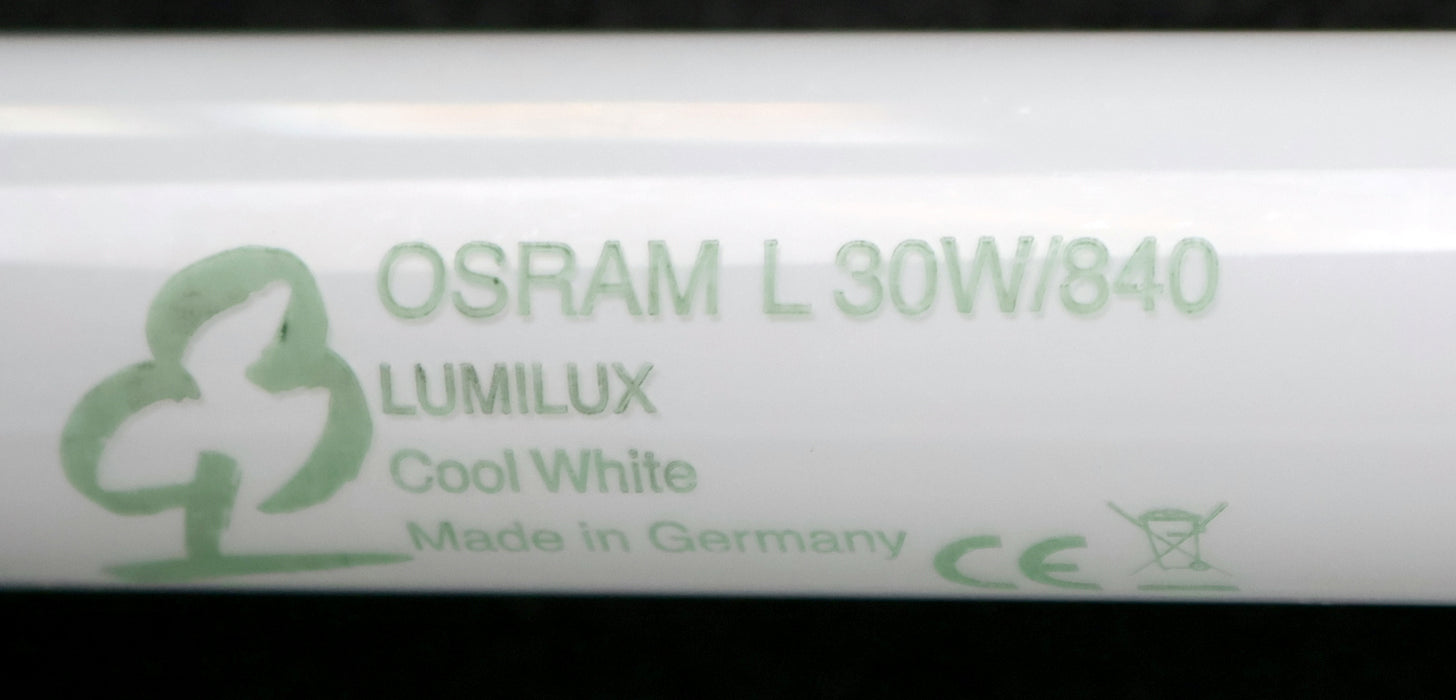 OSRAM L 30W/840
LUMILUX
Cool White
Made in Germany CE